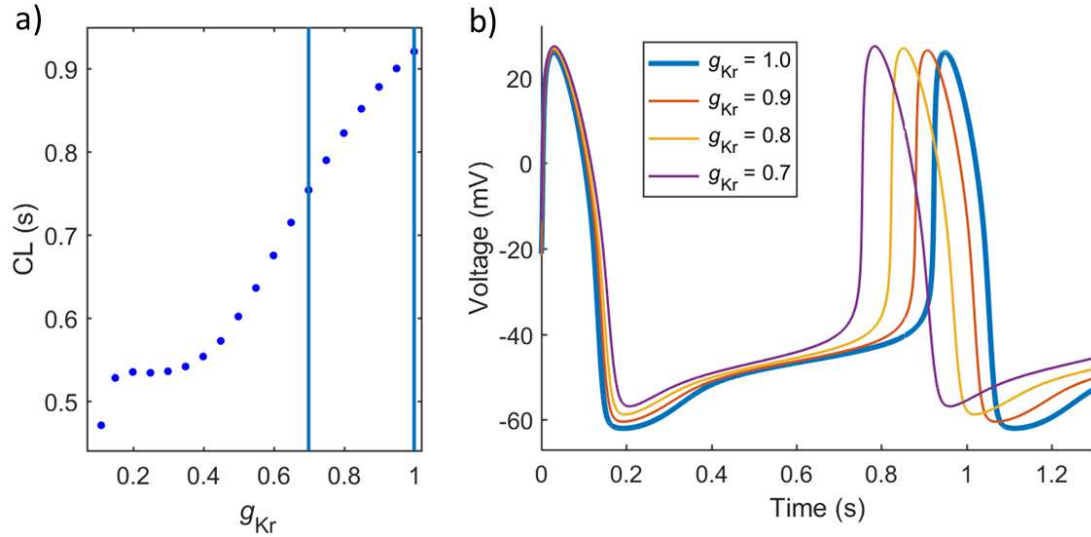 a)
CL (s)
0.9
0.8
0.7
0.6
0.5
0.2
0.4
0.6
0.8
1
gKr
b)
Voltage (mV)
20
0
-20
-40
-60
gKr = 1.0
gKr = 0.9
gKr = 0.8
gKr = 0.7
0
0.2
0.4
0.6
0.8
1
1.2
Time (s)